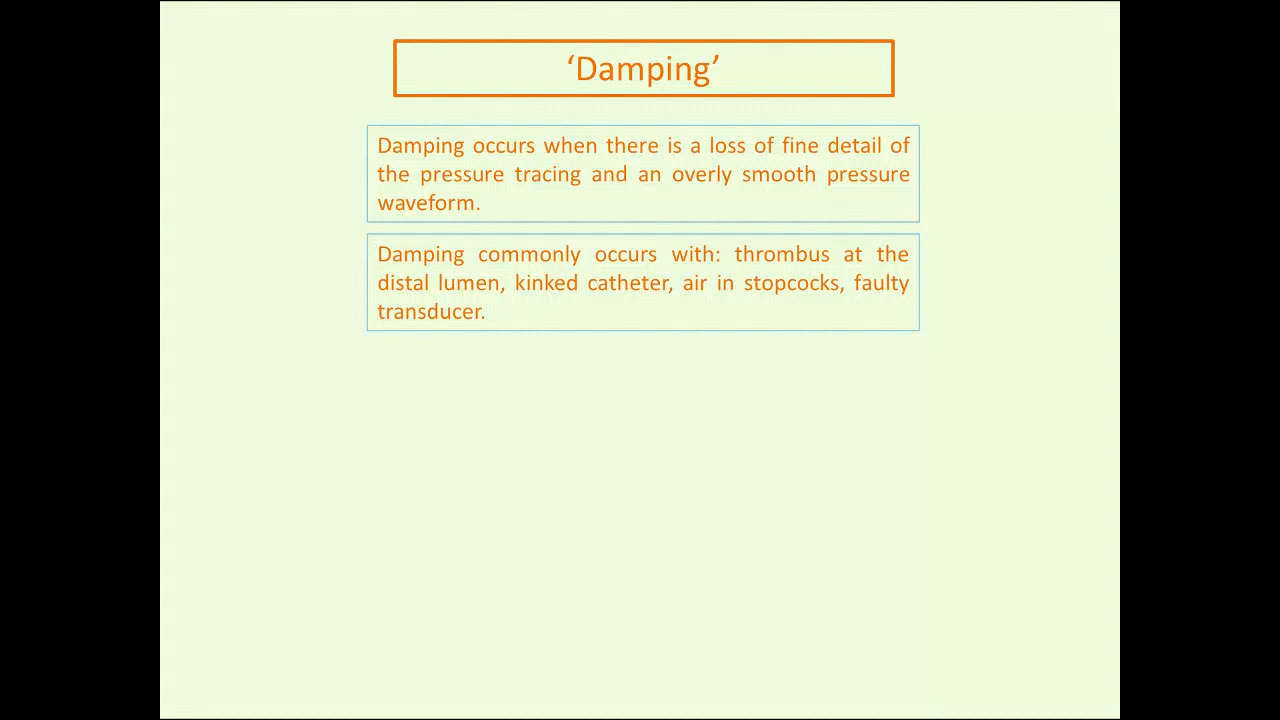 ‘Damping’
Damping occurs when there is a loss of fine detail of
the pressure tracing and an overly smooth pressure
waveform.
Damping commonly occurs with: thrombus at the
distal lumen, kinked catheter, air in stopcocks, faulty
transducer.